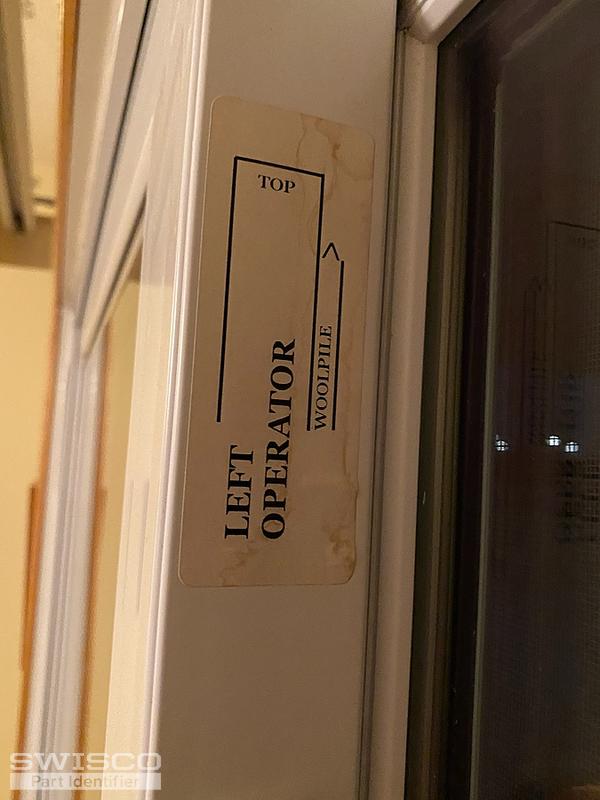 TOP
WOOLPILE
LEFT
OPERATOR
SWISCO
Part Identifier